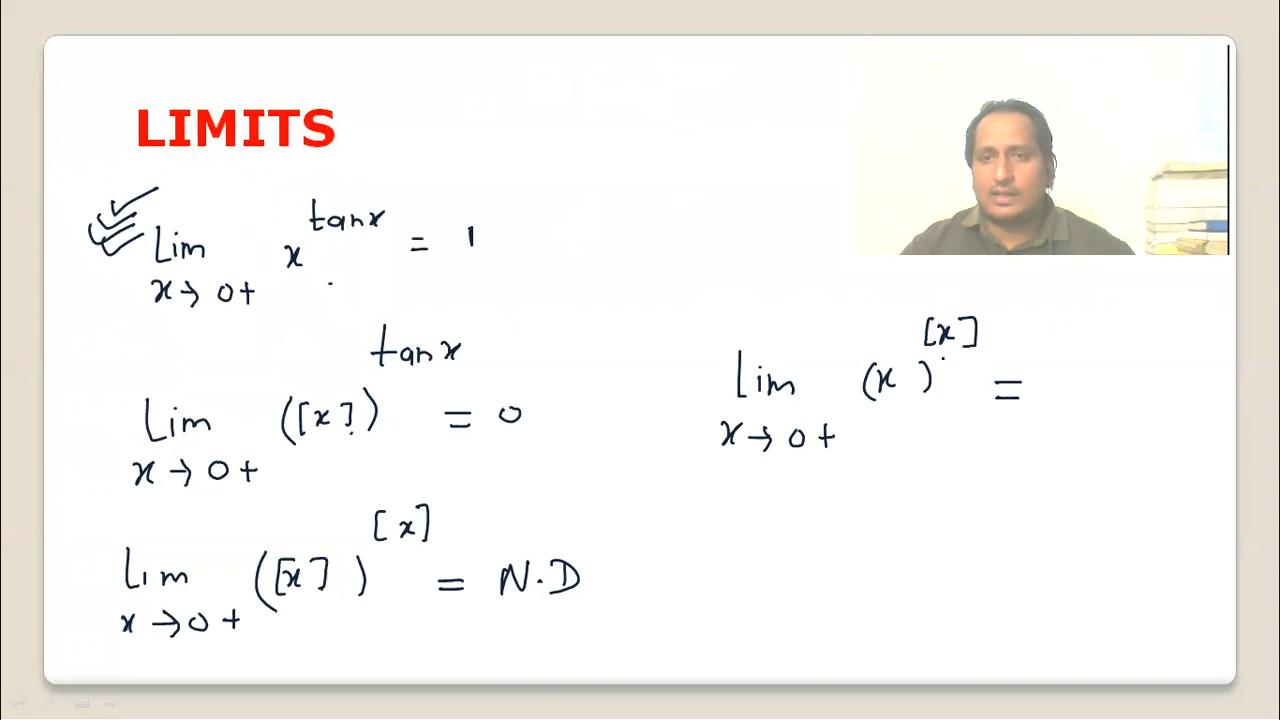 LIMITS
Lim x→0+ x^tanx = 1
Lim x→0+ ([x])^tanx = 0
Lim x→0+ ([x])^[x] = N.D
Lim x→0+ (x)^[x] =